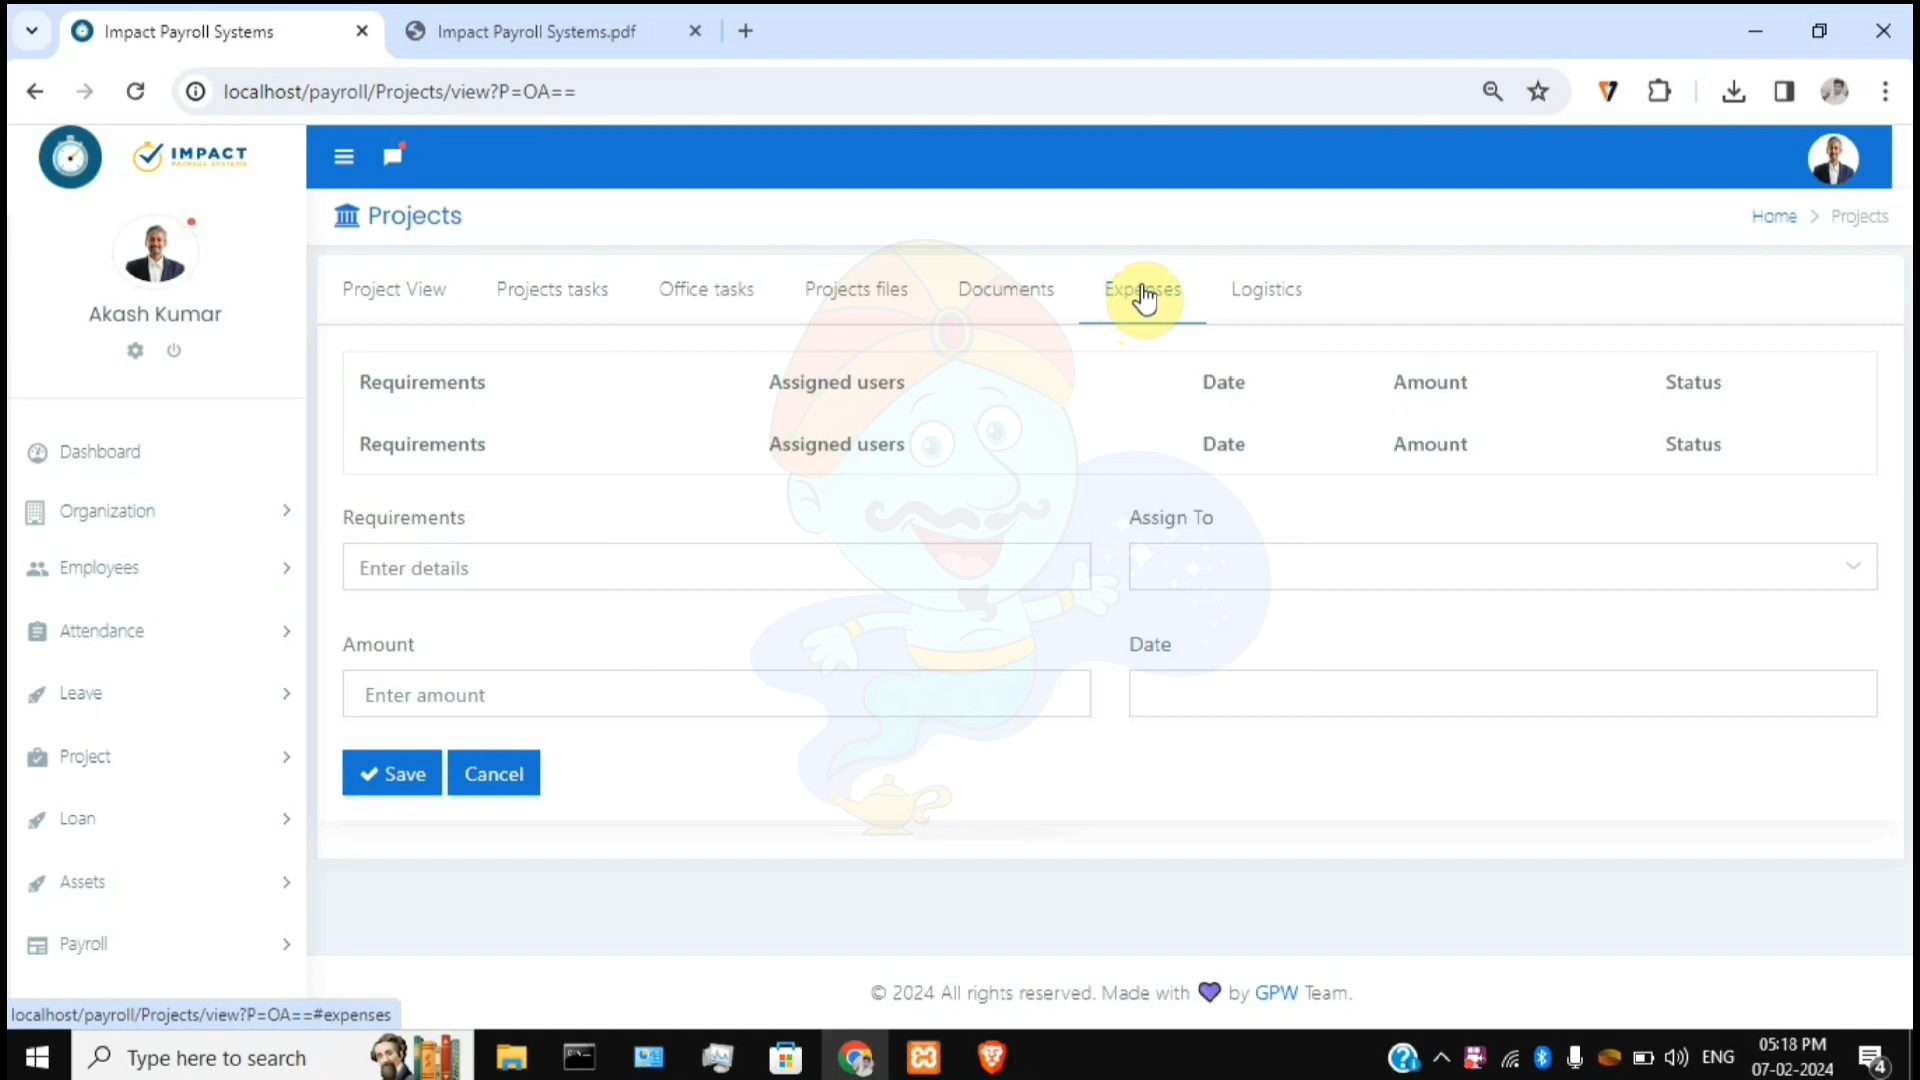 Impact Payroll Systems
Impact Payroll Systems.pdf
localhost/payroll/Projects/view?P=OA==
IMPACT
PAYROLL SYSTEMS
Projects
Home > Projects
Akash Kumar
Project View Projects tasks Office tasks Projects files Documents Expenses Logistics
Requirements Assigned users Date Amount Status
Requirements Assigned users Date Amount Status
Requirements Assign To
Enter details
Amount Date
Enter amount
Save Cancel
Dashboard
Organization
Employees
Attendance
Leave
Project
Loan
Assets
Payroll
© 2024 All rights reserved. Made with 💜 by GPW Team.
localhost/payroll/Projects/view?P=OA==#expenses
Type here to search
ENG
05:18 PM
07-02-2024
4